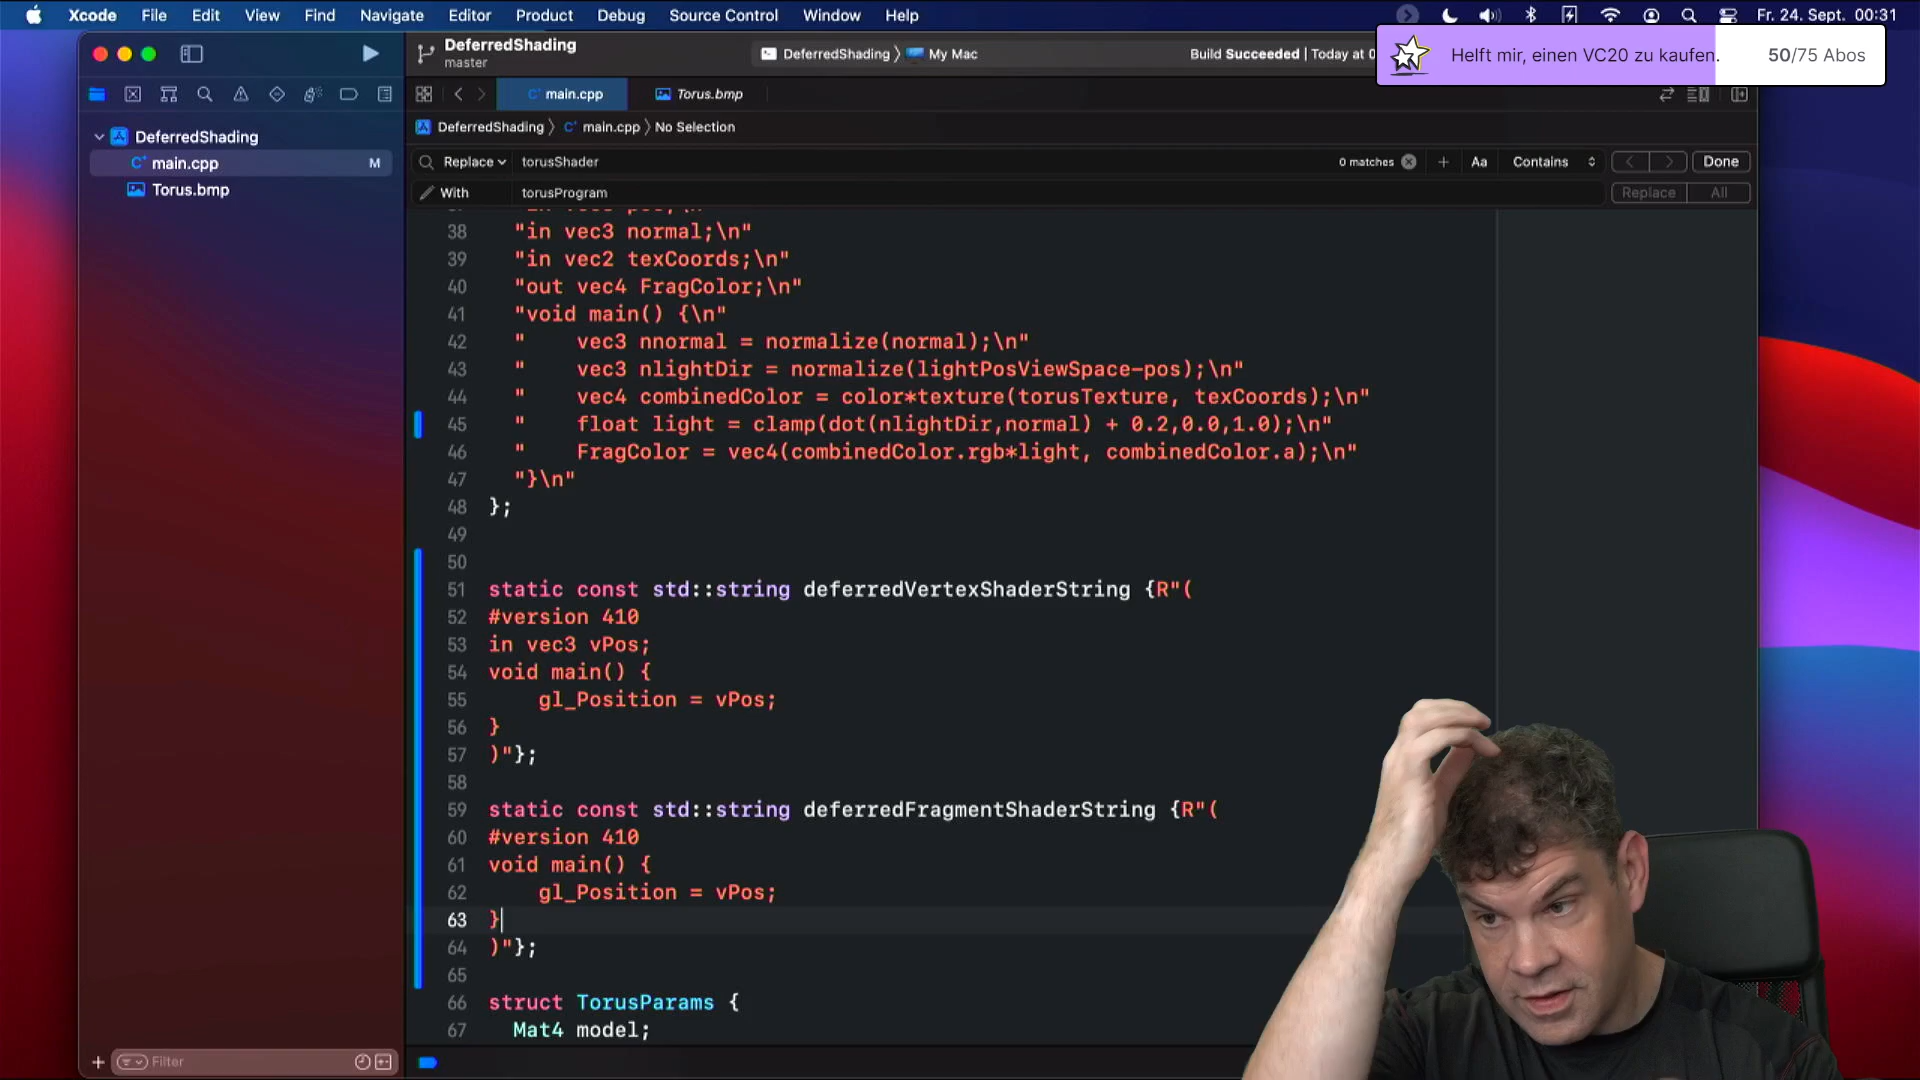 Xcode File Edit View Find Navigate Editor Product Debug Source Control Window Help
Fr. 24. Sept. 00:31
Helft mir, einen VC20 zu kaufen. 50/75 Abos
DeferredShading
master
DeferredShading 〉 My Mac
Build Succeeded | Today at 0
main.cpp
Torus.bmp
DeferredShading 〉 main.cpp 〉 No Selection
DeferredShading
main.cpp M
Torus.bmp
Replace torusShader 0 matches Aa Contains Done
With torusProgram Replace All
38 "in vec3 normal;\n"
39 "in vec2 texCoords;\n"
40 "out vec4 FragColor;\n"
41 "void main() {\n"
42 " vec3 nnormal = normalize(normal);\n"
43 " vec3 nlightDir = normalize(lightPosViewSpace-pos);\n"
44 " vec4 combinedColor = color*texture(torusTexture, texCoords);\n"
45 " float light = clamp(dot(nlightDir,normal) + 0.2,0.0,1.0);\n"
46 " FragColor = vec4(combinedColor.rgb*light, combinedColor.a);\n"
47 "}\n"
48 };
49
50
51 static const std::string deferredVertexShaderString {R"(
52 #version 410
53 in vec3 vPos;
54 void main() {
55 gl_Position = vPos;
56 }
57 )"};
58
59 static const std::string deferredFragmentShaderString {R"(
60 #version 410
61 void main() {
62 gl_Position = vPos;
63 }
64 )"};
65
66 struct TorusParams {
67 Mat4 model;
Filter